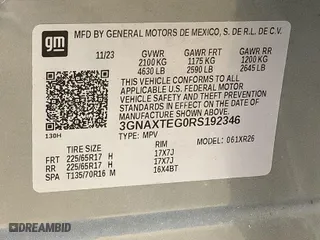 gm
MFD BY GENERAL MOTORS DE MEXICO, S. DE R.L. DE C.V.
11/23 GVWR GAWR FRT GAWR RR
2100 KG 1175 KG 1200 KG
4630 LB 2590 LB 2645 LB
THIS VEHICLE CONFORMS TO ALL
APPLICABLE U.S. FEDERAL MOTOR VEHICLE
SAFETY AND THEFT PREVENTION STANDARDS
IN EFFECT ON THE DATE OF MANUFACTURE
SHOWN ABOVE.
3GNAXTEG0RS192346
130H TYPE: MPV MODEL: 061XR26
TIRE SIZE RIM
FRT 225/65R17 H 17X7J
RR 225/65R17 H 17X7J
SPA T135/70R16 M 16X4BT
DREAMBID